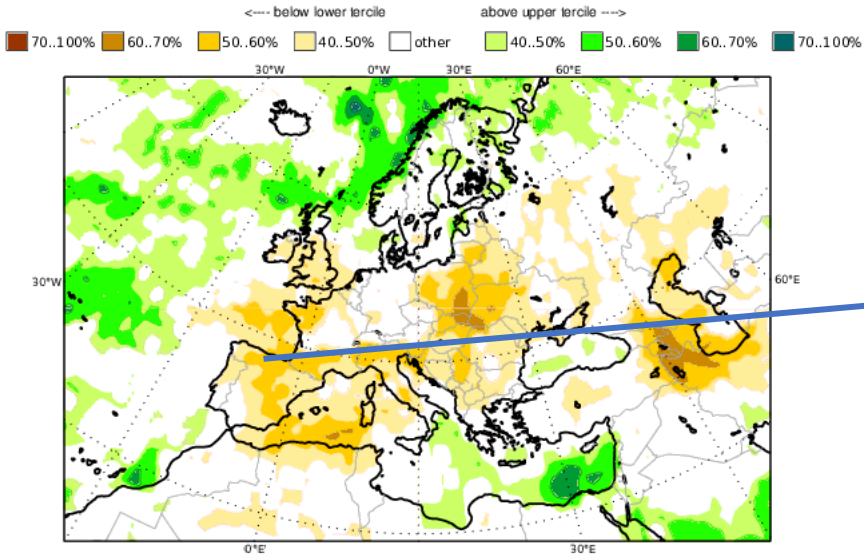 <---- below lower tercile above upper tercile ---->
70..100% 60..70% 50..60% 40..50% other 40..50% 50..60% 60..70% 70..100%
30°W 0°W 30°E 60°E
30°W
60°E
0°E 30°E